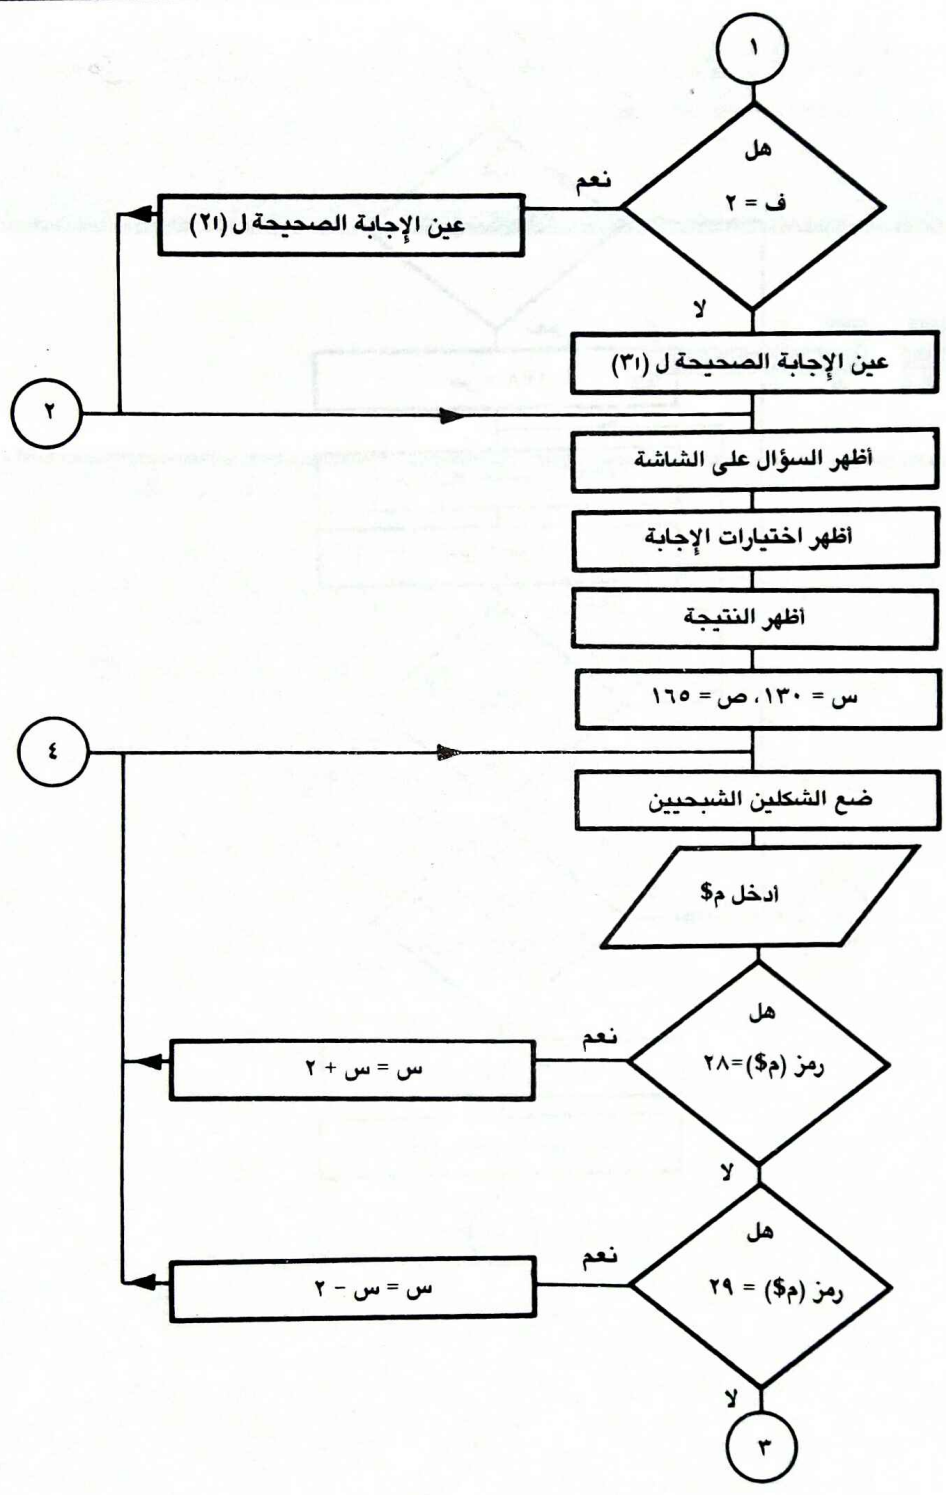 ١
هل
ف = ٢
نعم
عين الإجابة الصحيحة ل (٢١)
لا
عين الإجابة الصحيحة ل (٣١)
٢
أظهر السؤال على الشاشة
أظهر اختيارات الإجابة
أظهر النتيجة
س = ١٣٠، ص = ١٦٥
٤
ضع الشكلين الشبحيين
أدخل م$
هل
رمز (م$)=٢٨
نعم
س = س + ٢
لا
هل
رمز (م$) = ٢٩
نعم
س = س – ٢
لا
٣